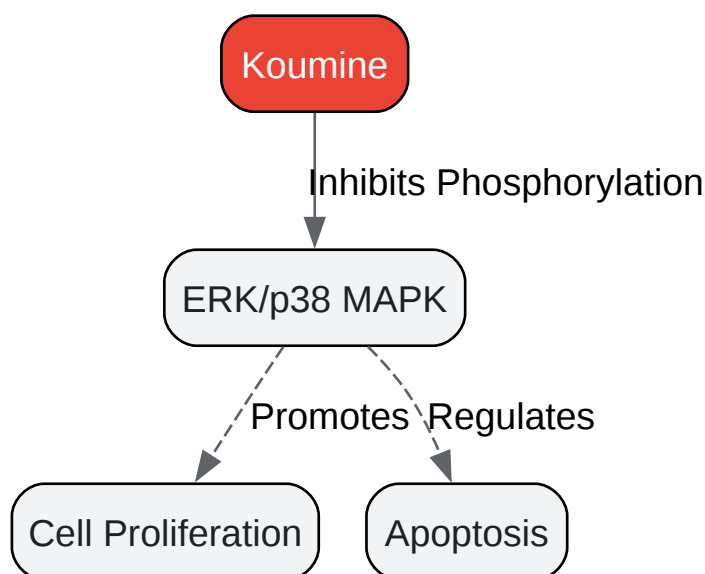 Koumine
Inhibits Phosphorylation
ERK/p38 MAPK
Promotes
Regulates
Cell Proliferation
Apoptosis